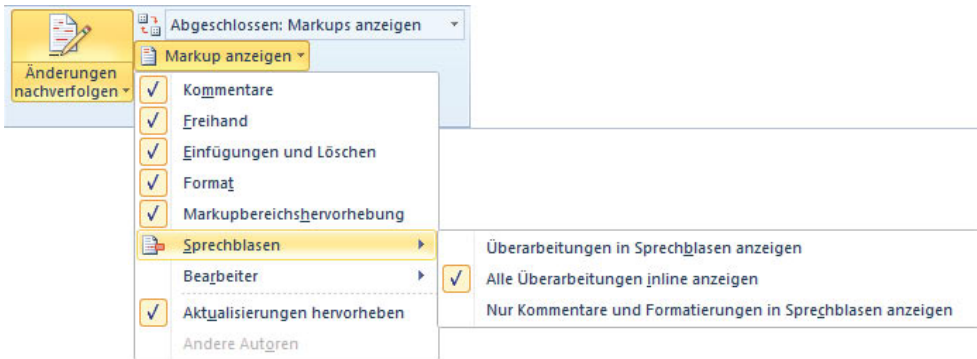 Abgeschlossen: Markups anzeigen
Markup anzeigen
Änderungen
nachverfolgen
Kommentare
Freihand
Einfügungen und Löschen
Format
Markupbereichshervorhebung
Sprechblasen
Überarbeitungen in Sprechblasen anzeigen
Bearbeiter
Alle Überarbeitungen inline anzeigen
Aktualisierungen hervorheben
Nur Kommentare und Formatierungen in Sprechblasen anzeigen
Andere Autoren